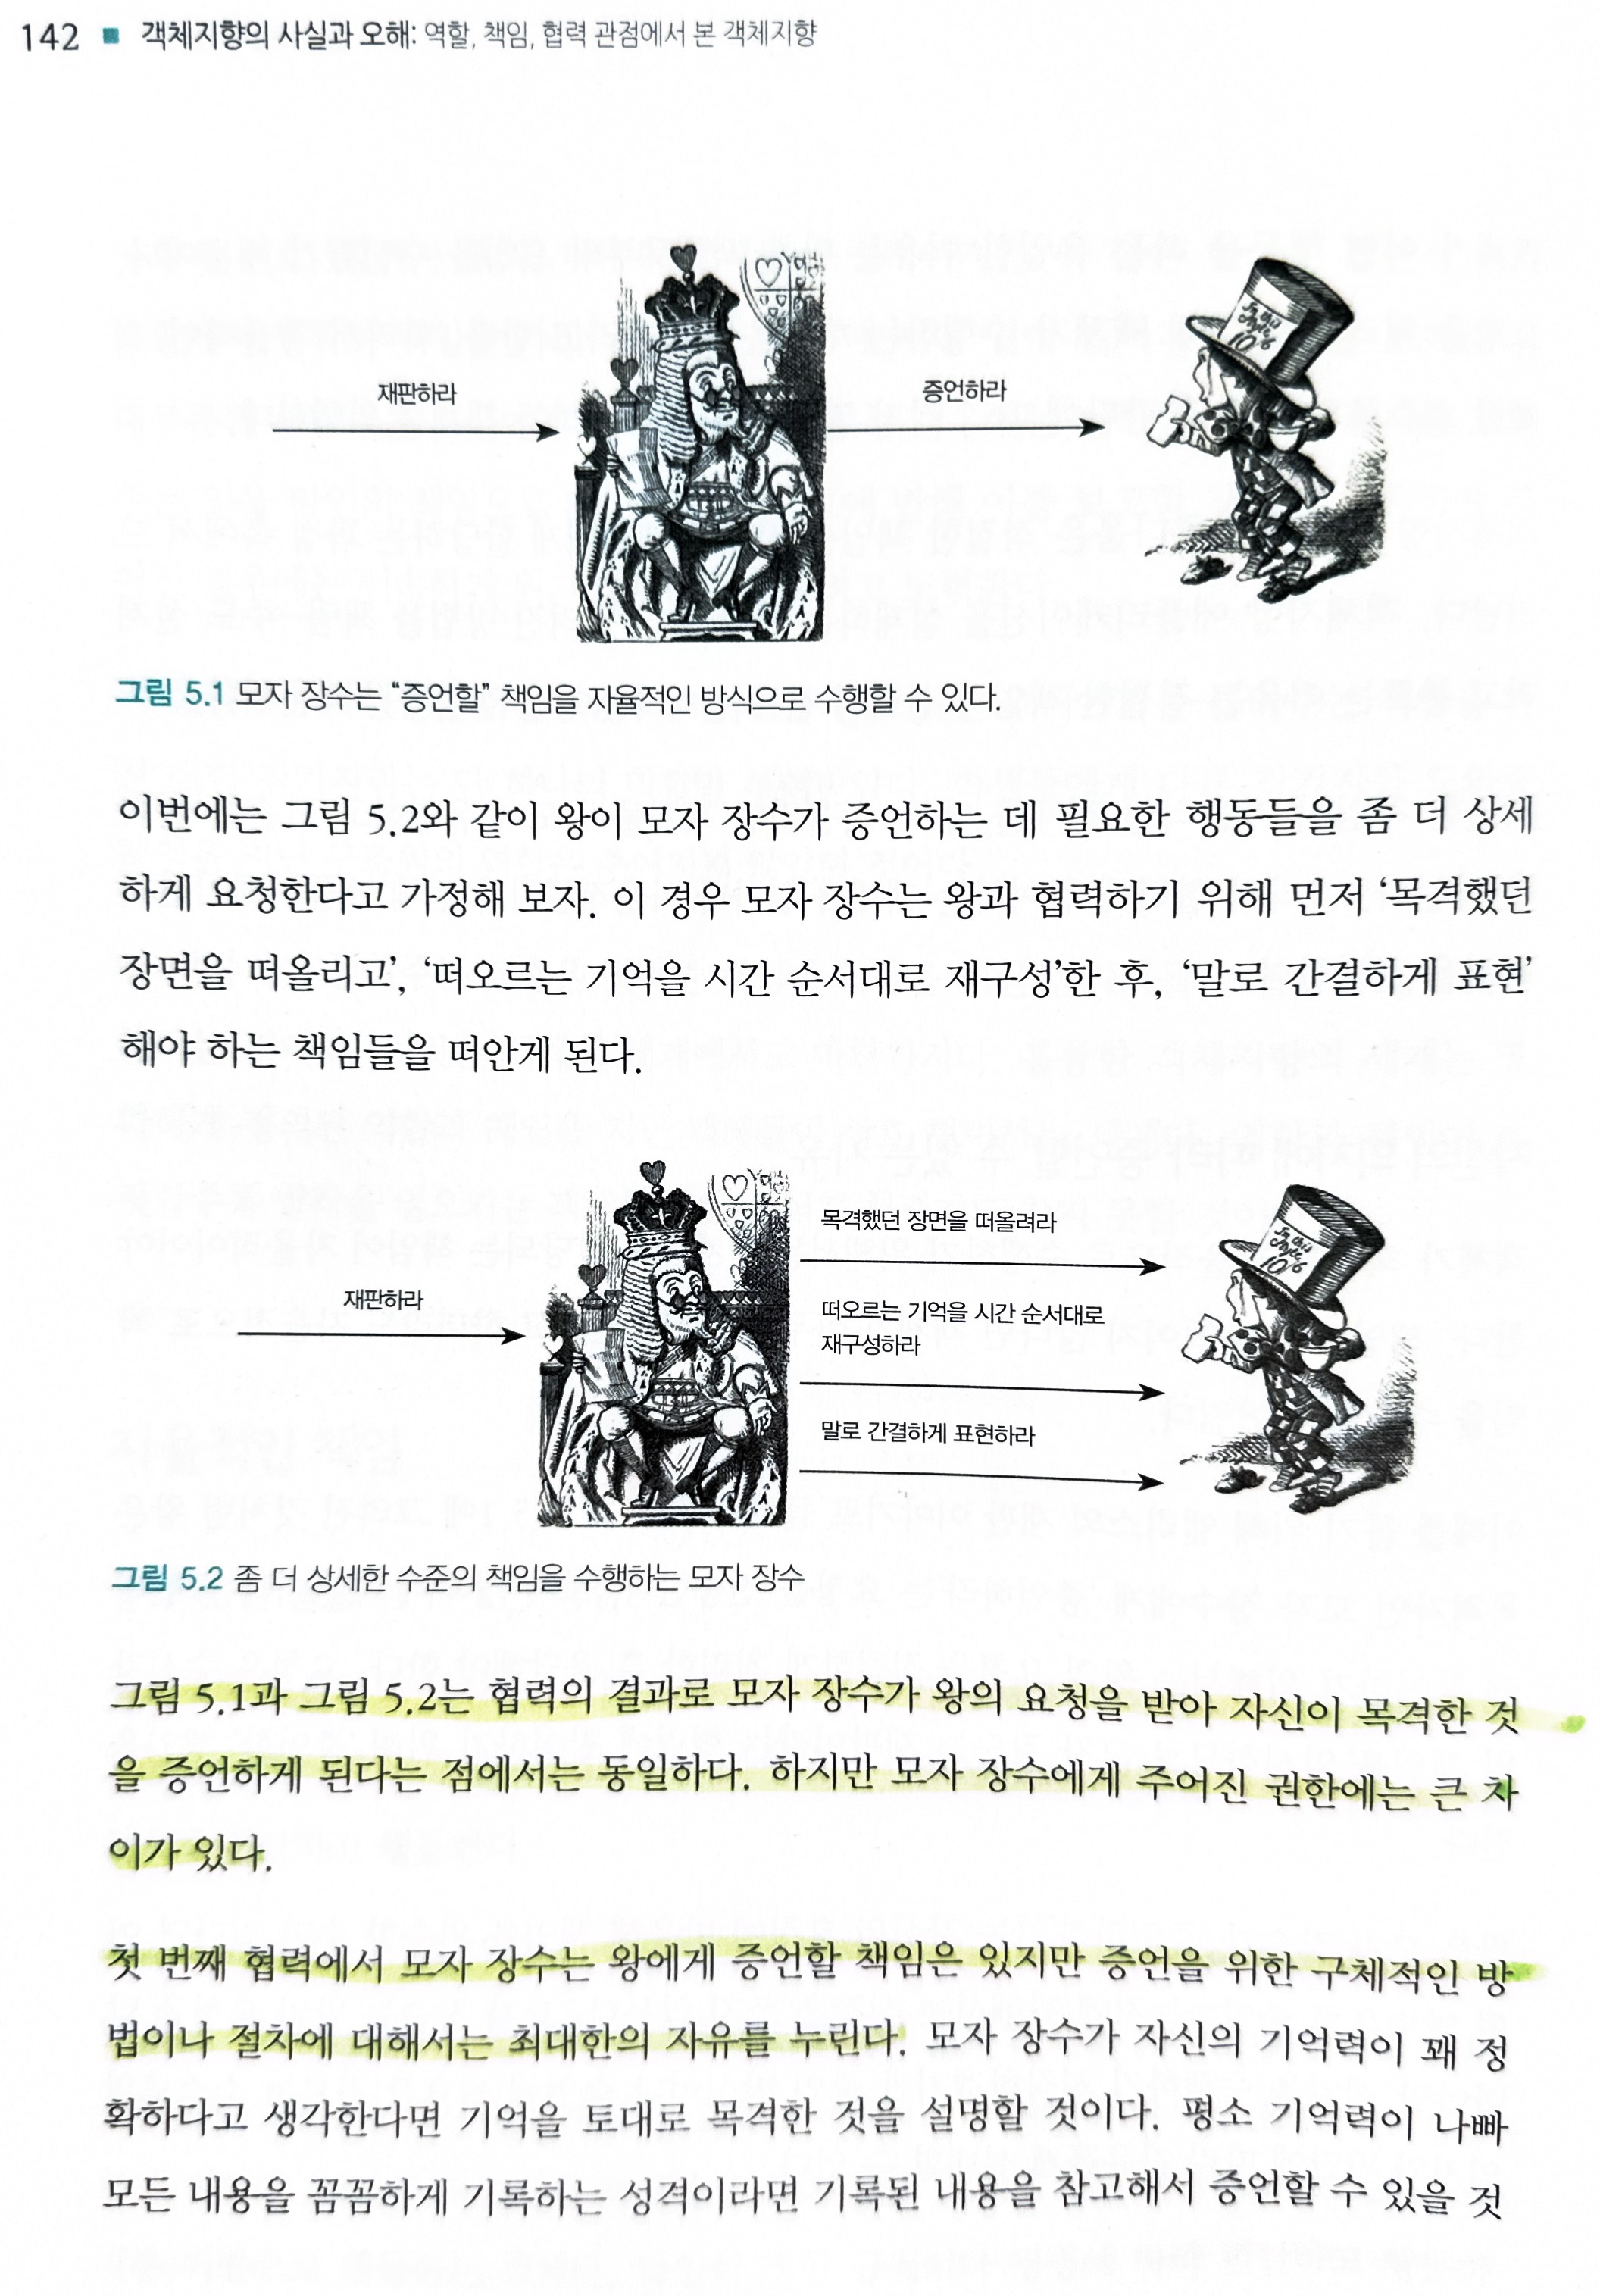 142 ■ 객체지향의 사실과 오해: 역할, 책임, 협력 관점에서 본 객체지향
재판하라
증언하라
그림 5.1 모자 장수는 “증언할” 책임을 자율적인 방식으로 수행할 수 있다.
이번에는 그림 5.2와 같이 왕이 모자 장수가 증언하는 데 필요한 행동들을 좀 더 상세
하게 요청한다고 가정해 보자. 이 경우 모자 장수는 왕과 협력하기 위해 먼저 ‘목격했던
장면을 떠올리고’, ‘떠오르는 기억을 시간 순서대로 재구성’한 후, ‘말로 간결하게 표현’
해야 하는 책임들을 떠안게 된다.
재판하라
목격했던 장면을 떠올려라
떠오르는 기억을 시간 순서대로
재구성하라
말로 간결하게 표현하라
그림 5.2 좀 더 상세한 수준의 책임을 수행하는 모자 장수
그림 5.1과 그림 5.2는 협력의 결과로 모자 장수가 왕의 요청을 받아 자신이 목격한 것
을 증언하게 된다는 점에서는 동일하다. 하지만 모자 장수에게 주어진 권한에는 큰 차
이가 있다.
첫 번째 협력에서 모자 장수는 왕에게 증언할 책임은 있지만 증언을 위한 구체적인 방
법이나 절차에 대해서는 최대한의 자유를 누린다. 모자 장수가 자신의 기억력이 꽤 정
확하다고 생각한다면 기억을 토대로 목격한 것을 설명할 것이다. 평소 기억력이 나빠
모든 내용을 꼼꼼하게 기록하는 성격이라면 기록된 내용을 참고해서 증언할 수 있을 것